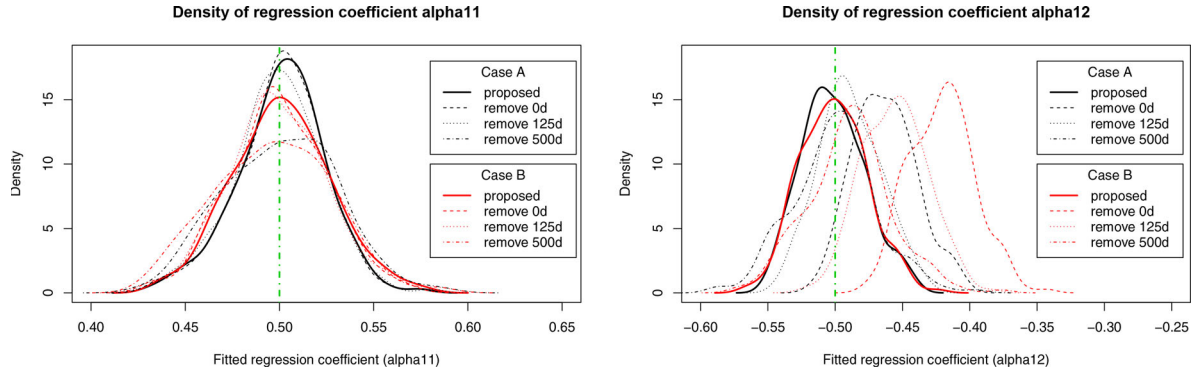 Density of regression coefficient alpha11
Density
15
10
5
0
0.40 0.45 0.50 0.55 0.60 0.65
Fitted regression coefficient (alpha11)
Case A
proposed
remove 0d
remove 125d
remove 500d
Case B
proposed
remove 0d
remove 125d
remove 500d
Density of regression coefficient alpha12
Density
15
10
5
0
−0.60 −0.55 −0.50 −0.45 −0.40 −0.35 −0.30 −0.25
Fitted regression coefficient (alpha12)
Case A
proposed
remove 0d
remove 125d
remove 500d
Case B
proposed
remove 0d
remove 125d
remove 500d